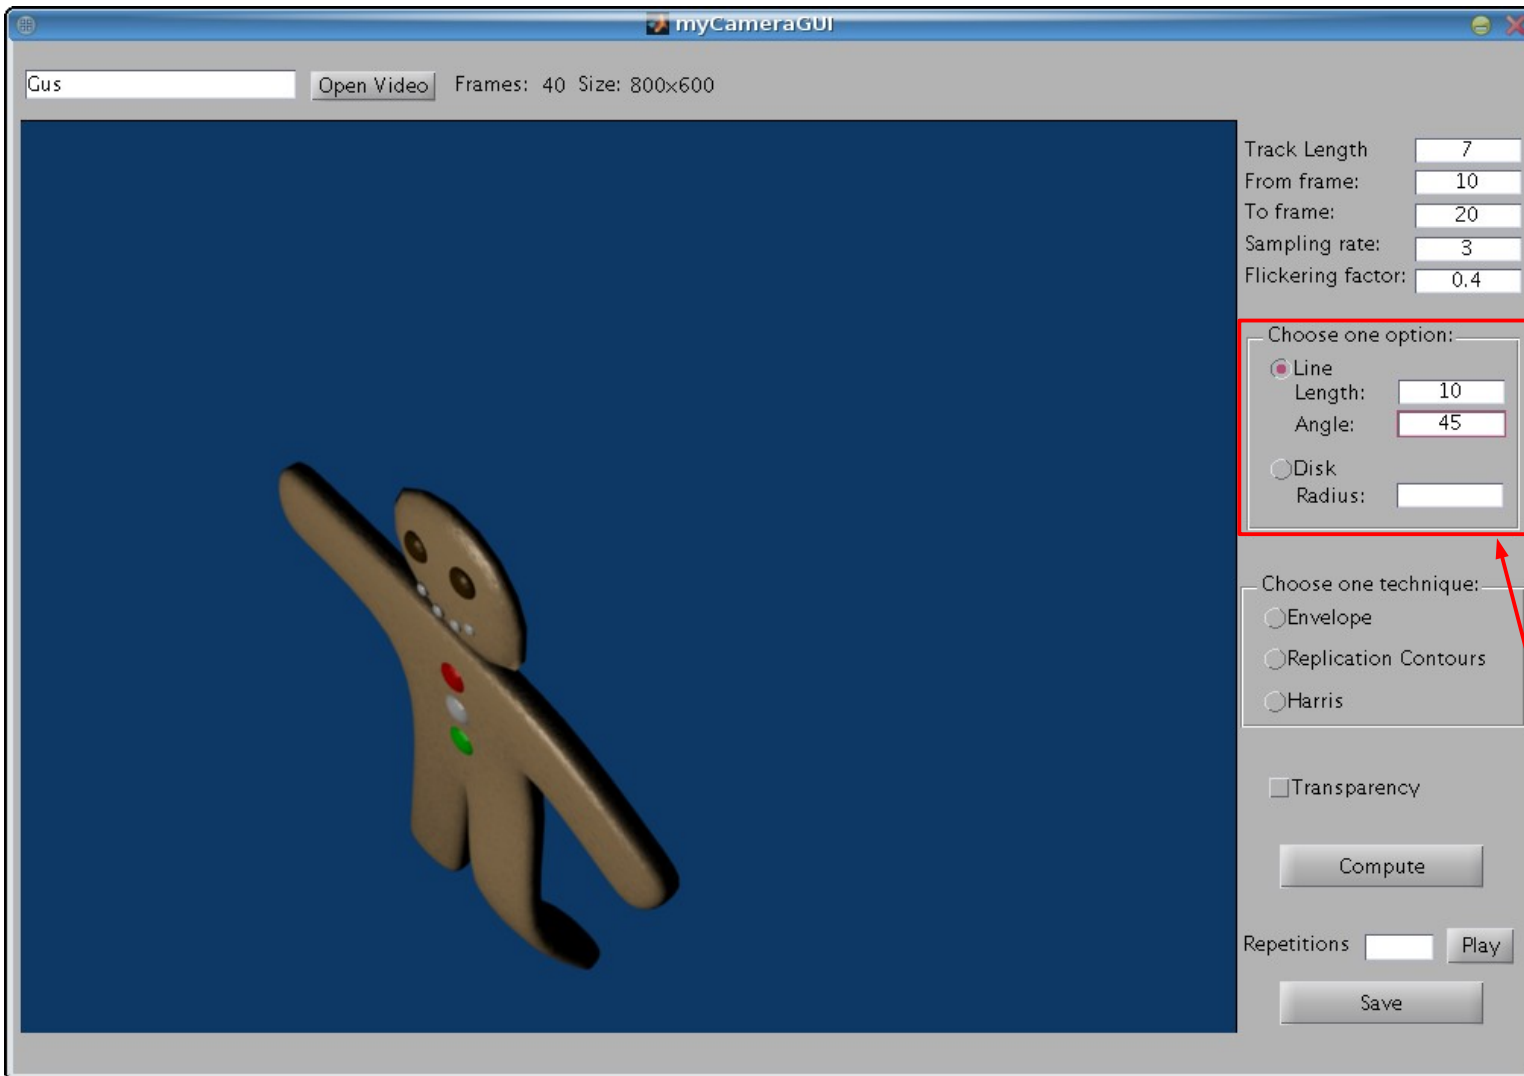 myCameraGUI
Gus Open Video Frames: 40 Size: 800x600
Track Length 7
From frame: 10
To frame: 20
Sampling rate: 3
Flickering factor: 0.4
Choose one option:
Line
Length: 10
Angle: 45
Disk
Radius:
Choose one technique:
Envelope
Replication Contours
Harris
Transparency
Compute
Repetitions Play
Save